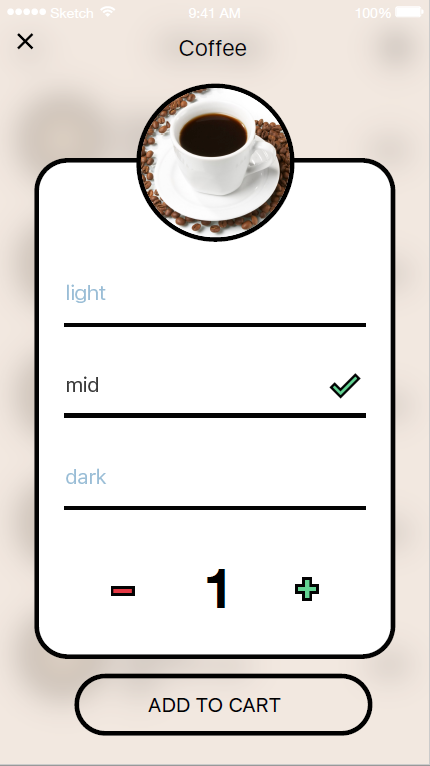 Sketch 9:41 AM 100%
Coffee
light
mid
dark
1
ADD TO CART